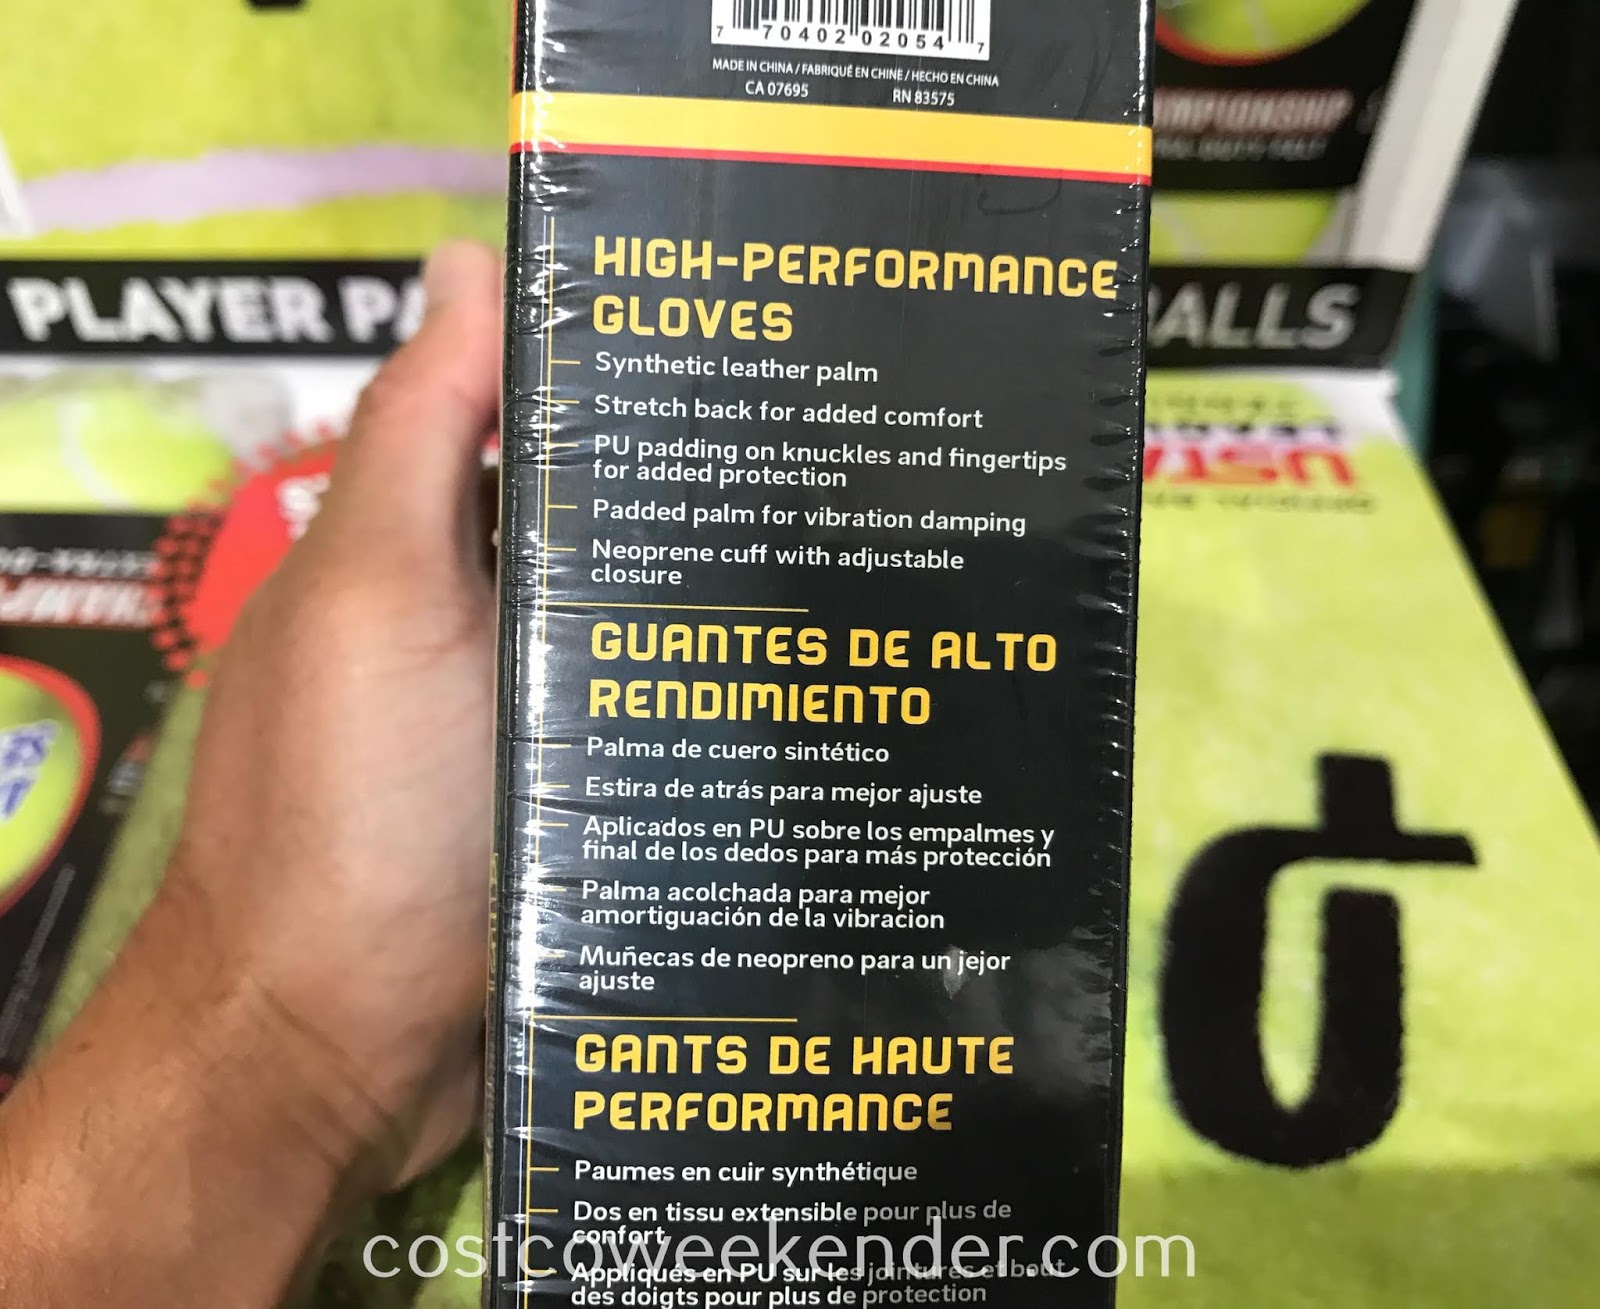 7 70402 02054 7
MADE IN CHINA / FABRIQUÉ EN CHINE / HECHO EN CHINA
CA 07695 RN 83575
HIGH-PERFORMANCE
GLOVES
Synthetic leather palm
Stretch back for added comfort
PU padding on knuckles and fingertips
for added protection
Padded palm for vibration damping
Neoprene cuff with adjustable
closure
GUANTES DE ALTO
RENDIMIENTO
Palma de cuero sintético
Estira de atrás para mejor ajuste
Aplicados en PU sobre los empalmes y
final de los dedos para más protección
Palma acolchada para mejor
amortiguación de la vibracion
Muñecas de neopreno para un jejor
ajuste
GANTS DE HAUTE
PERFORMANCE
Paumes en cuir synthétique
Dos en tissu extensible pour plus de
confort
Appliqués en PU sur les jointures et bout
des doigts pour plus de protection
costcoweekender.com
PLAYER
BALLS